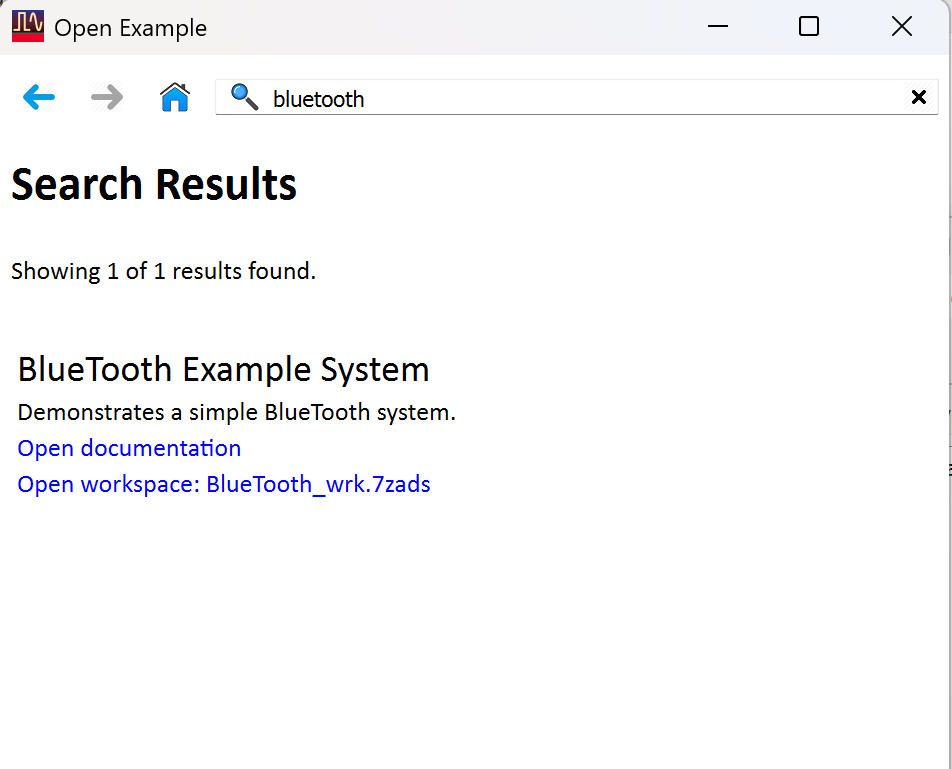 Open Example
bluetooth
Search Results
Showing 1 of 1 results found.
BlueTooth Example System
Demonstrates a simple BlueTooth system.
Open documentation
Open workspace: BlueTooth_wrk.7zads